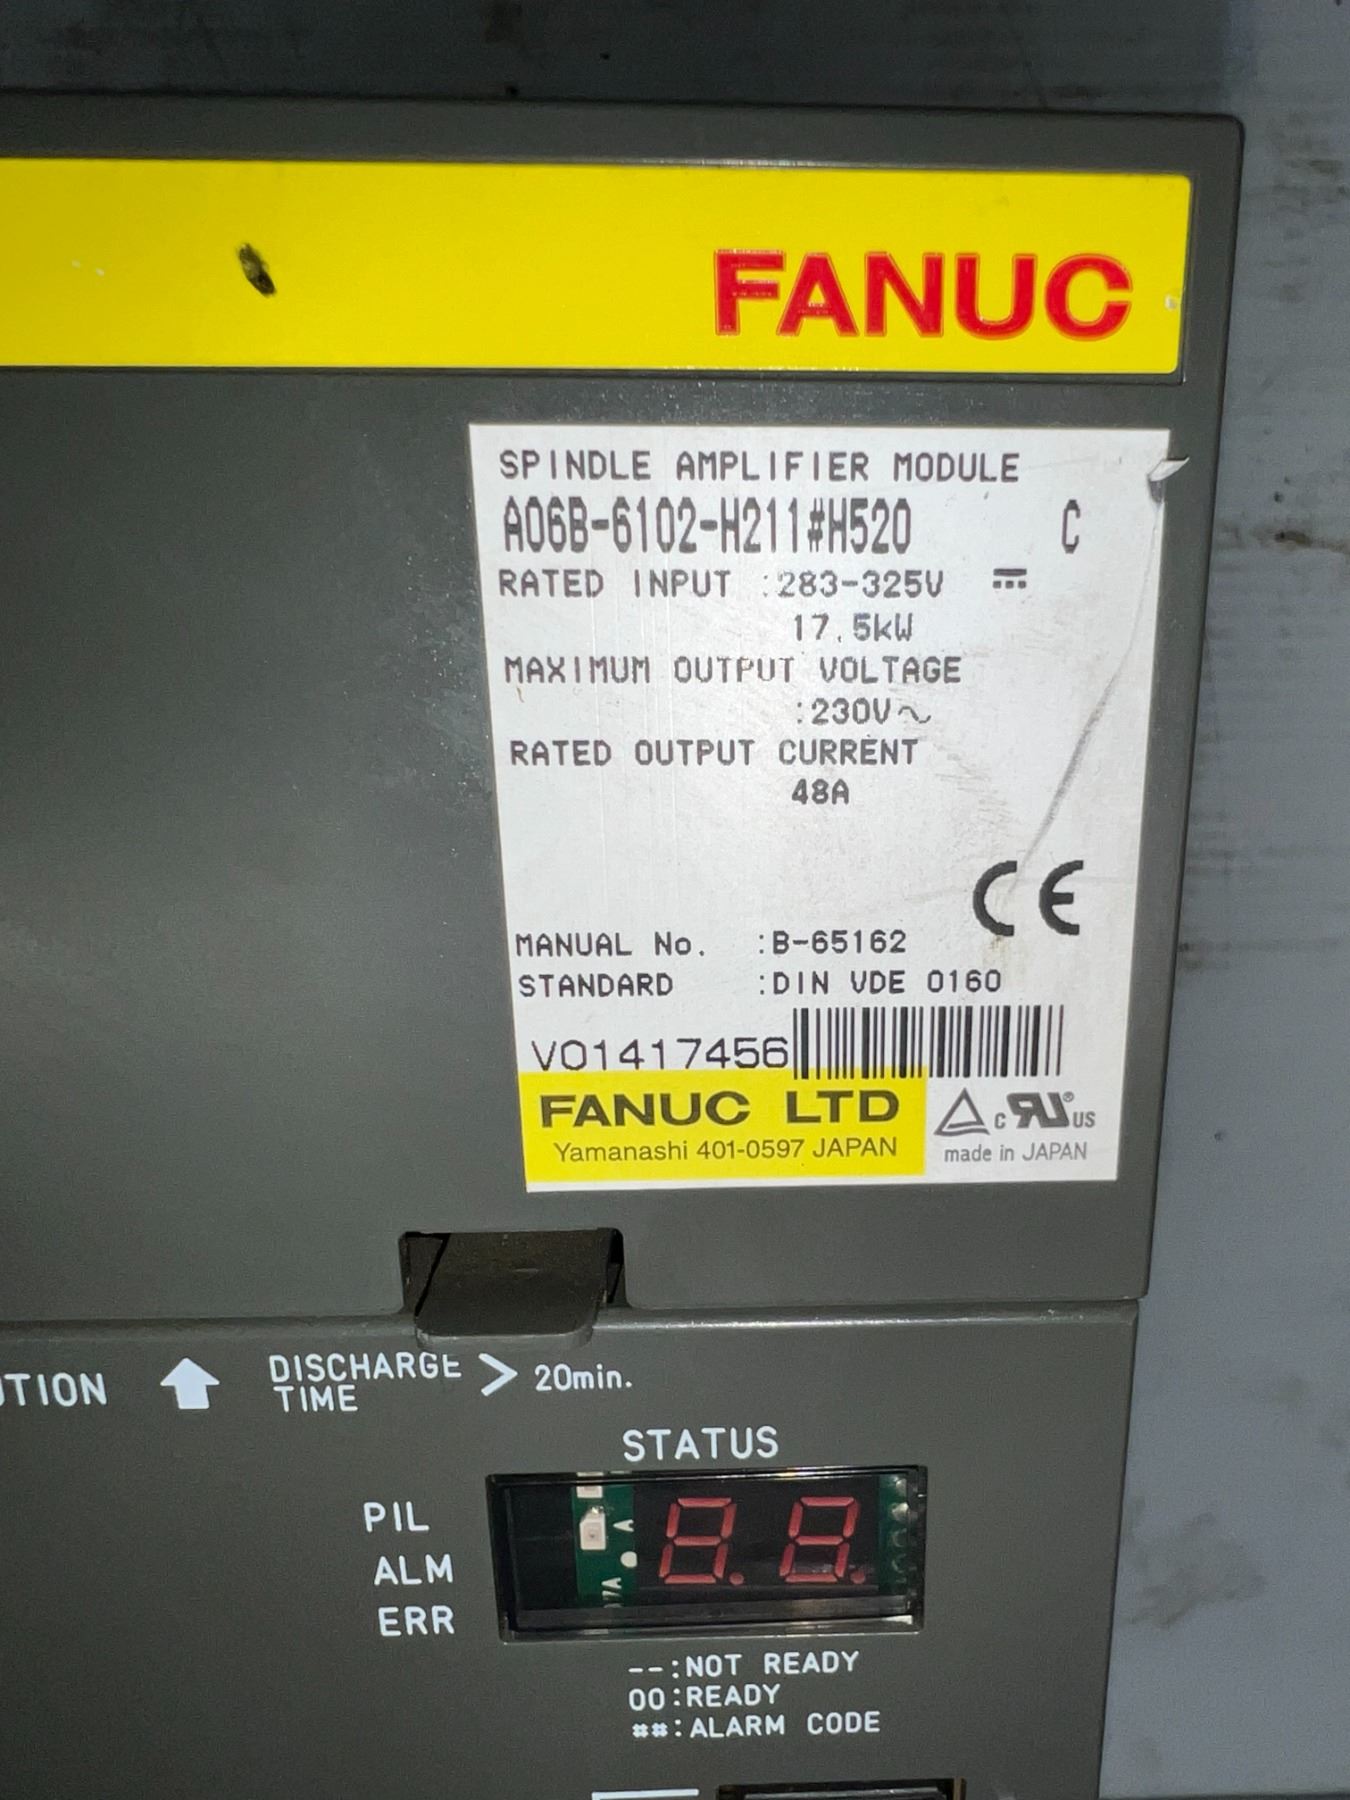 FANUC
SPINDLE AMPLIFIER MODULE
A06B-6102-H211#H520 C
RATED INPUT :283-325V ⎓
17.5kW
MAXIMUM OUTPUT VOLTAGE
:230V～
RATED OUTPUT CURRENT
48A
CE
MANUAL No. :B-65162
STANDARD :DIN VDE 0160
V01417456
FANUC LTD
Yamanashi 401-0597 JAPAN
c RU ® US
made in JAPAN
UTION
DISCHARGE
TIME > 20min.
STATUS
PIL
ALM
ERR
8.8.
--:NOT READY
00:READY
##:ALARM CODE